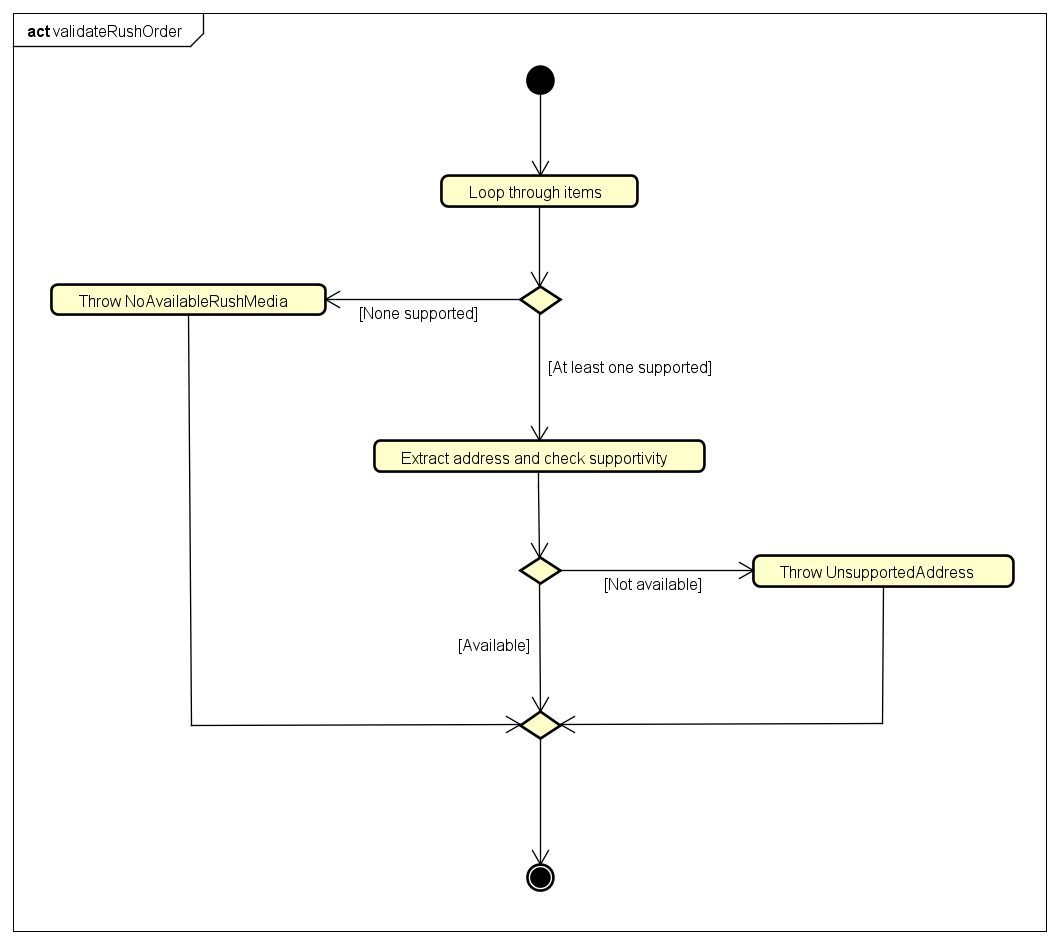 act validateRushOrder
Loop through items
Throw NoAvailableRushMedia
[None supported]
[At least one supported]
Extract address and check supportivity
Throw UnsupportedAddress
[Not available]
[Available]